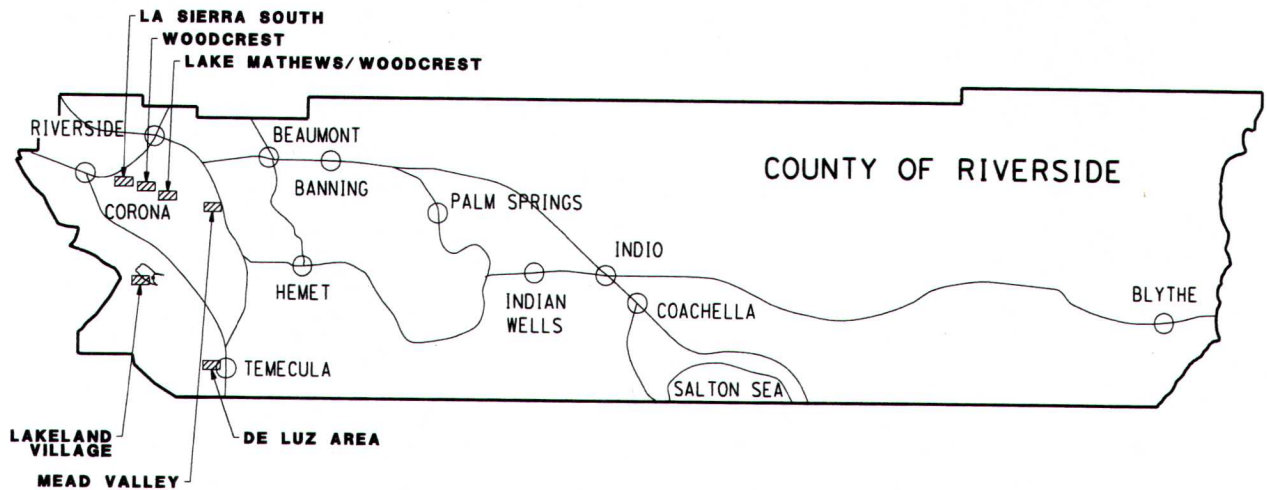 LA SIERRA SOUTH
WOODCREST
LAKE MATHEWS/WOODCREST
RIVERSIDE
BEAUMONT
BANNING
COUNTY OF RIVERSIDE
CORONA
PALM SPRINGS
INDIO
HEMET
INDIAN
WELLS
COACHELLA
BLYTHE
TEMECULA
SALTON SEA
LAKELAND
VILLAGE
DE LUZ AREA
MEAD VALLEY